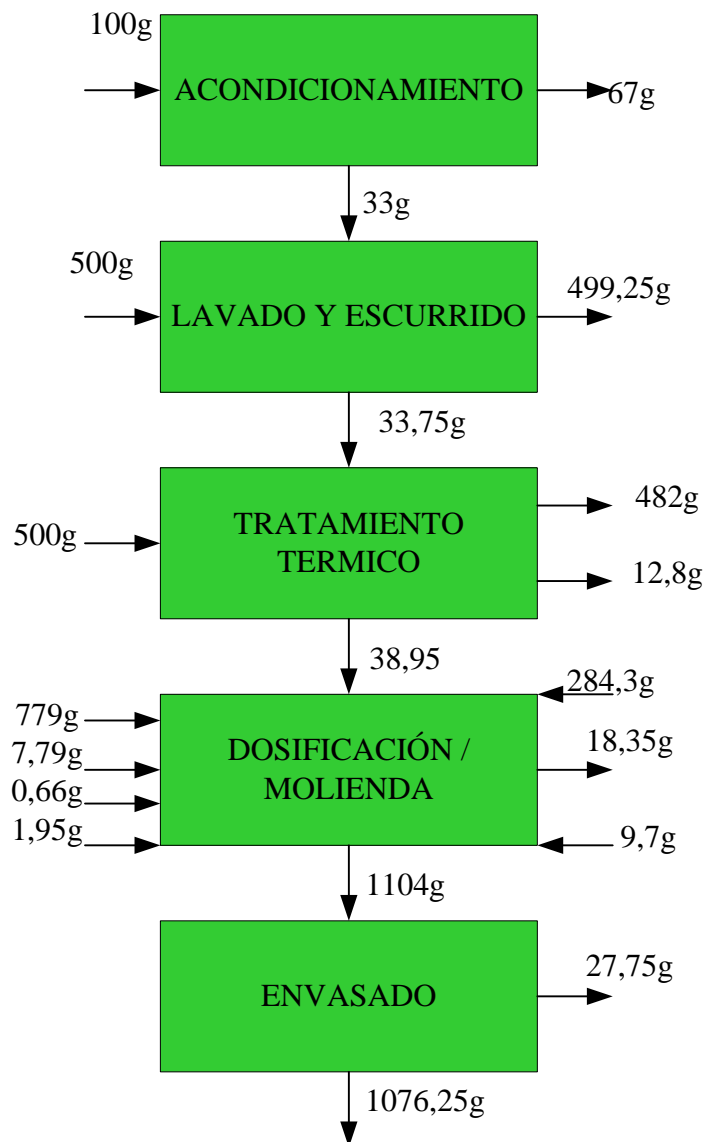 100g
ACONDICIONAMIENTO
67g
33g
500g
LAVADO Y ESCURRIDO
499,25g
33,75g
500g
TRATAMIENTO
TERMICO
482g
12,8g
38,95
284,3g
779g
7,79g
0,66g
1,95g
DOSIFICACIÓN /
MOLIENDA
18,35g
9,7g
1104g
ENVASADO
27,75g
1076,25g